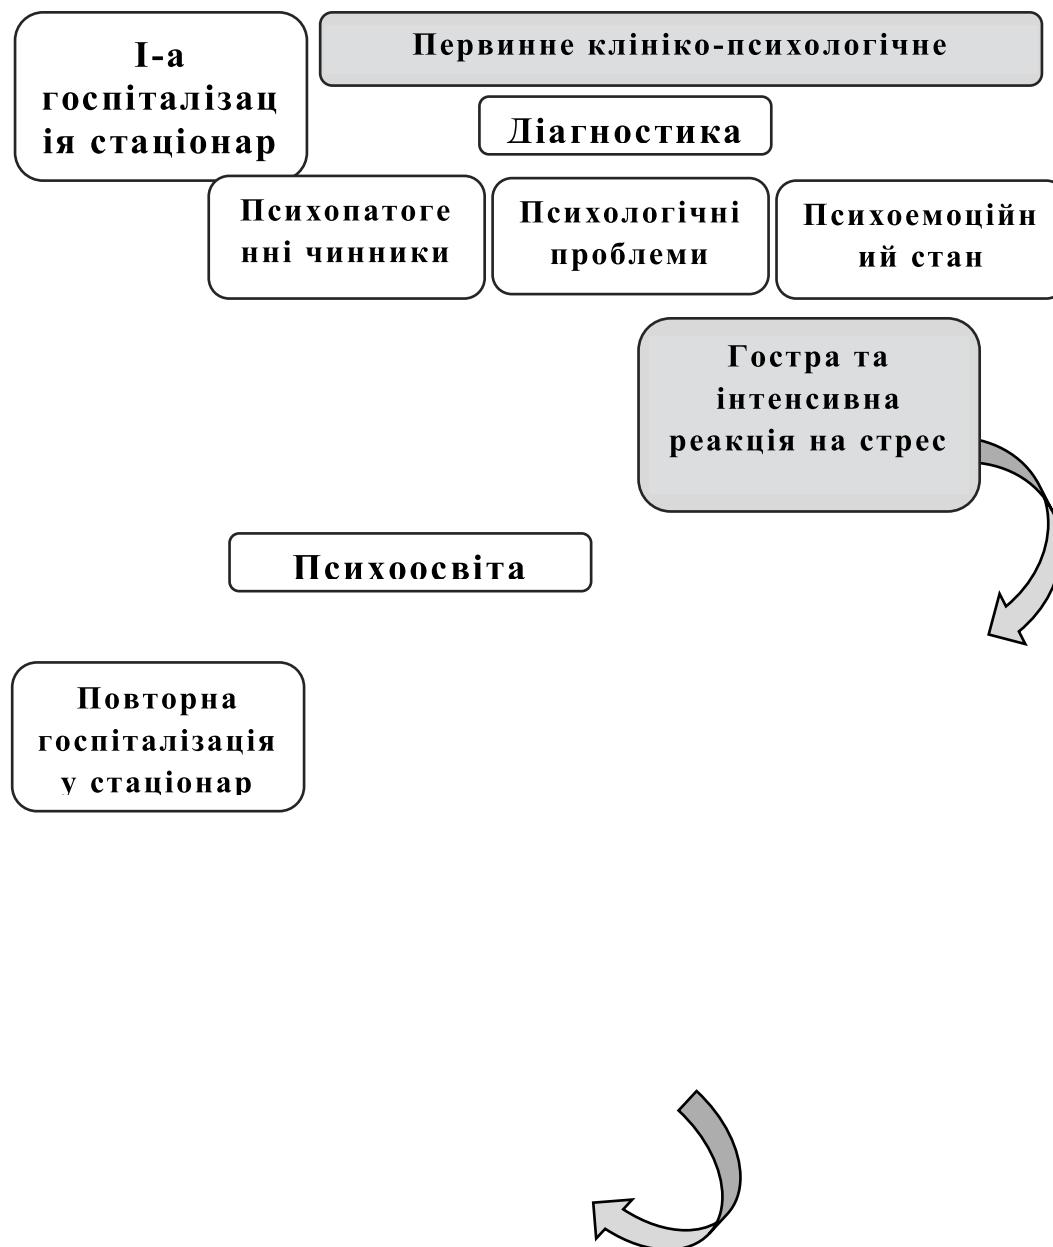 І-а
госпіталізац
ія стаціонар
Первинне клініко-психологічне
Діагностика
Психопатоге
нні чинники
Психологічні
проблеми
Психоемоційн
ий стан
Гостра та
інтенсивна
реакція на стрес
Психоосвіта
Повторна
госпіталізація
у стаціонар